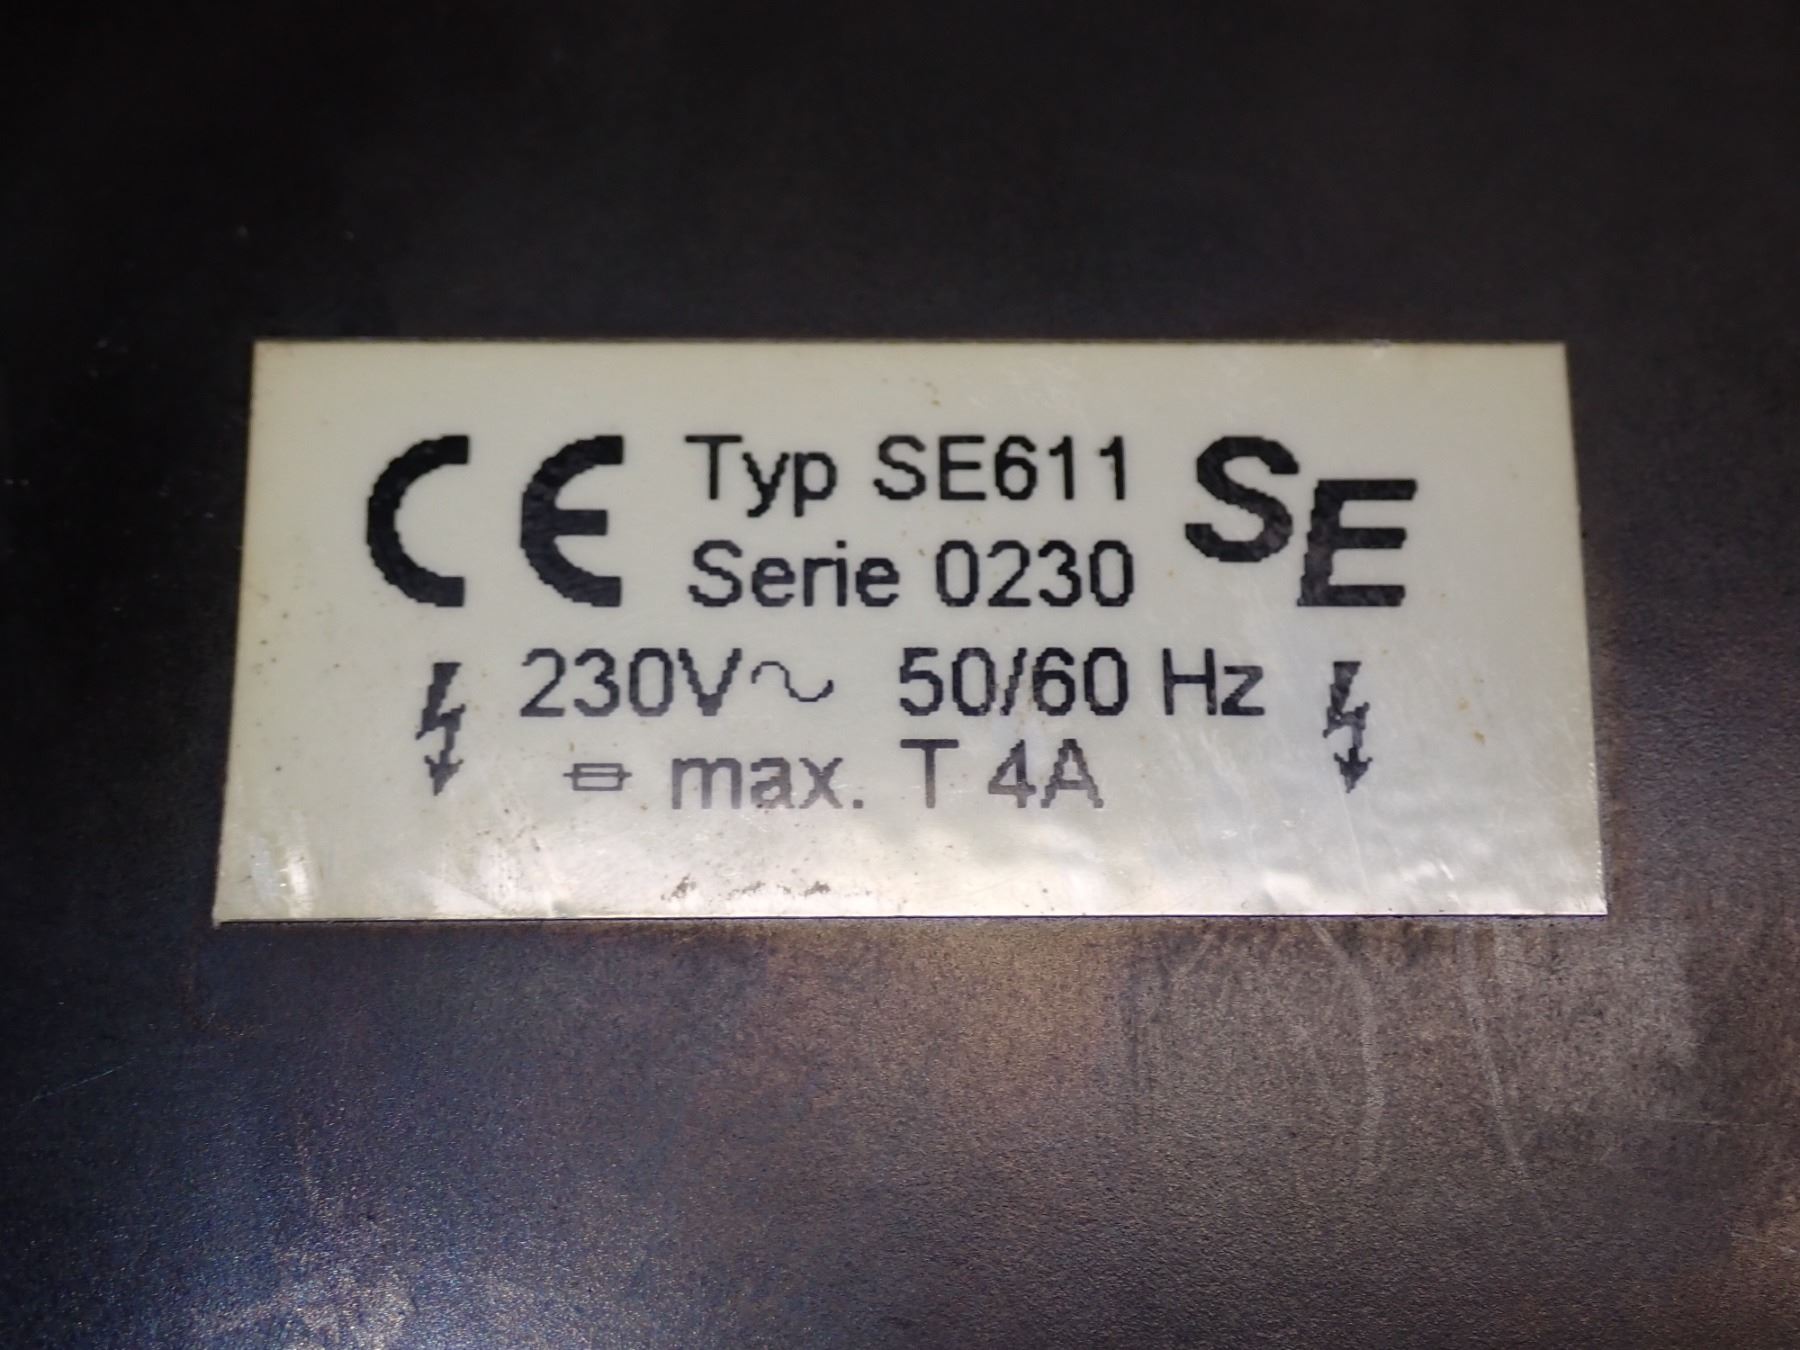 CE Typ SE611 SE
Serie 0230
230V~ 50/60 Hz
max. T 4A